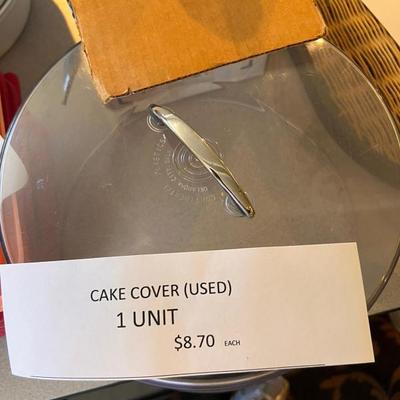 CAKE COVER (USED)
1 UNIT
$8.70 EACH